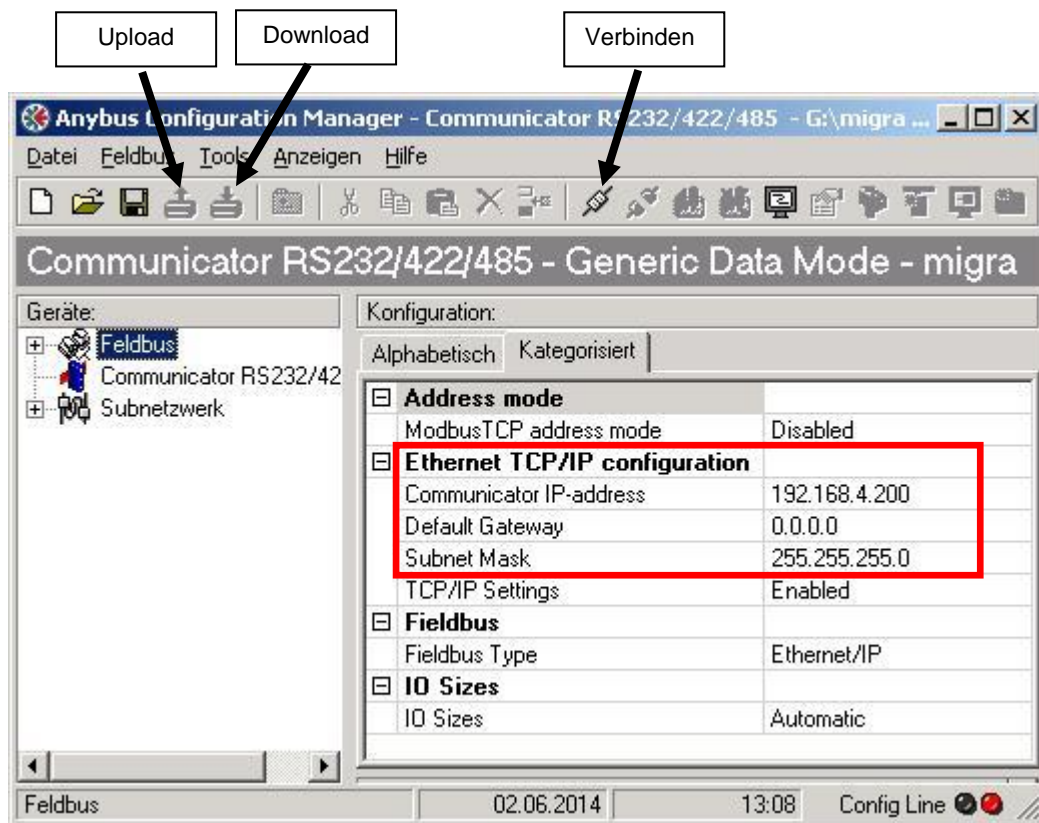 Upload
Download
Verbinden
Anybus Configuration Manager - Communicator RS232/422/485 - G:\migra ...
Datei Feldbus Tools Anzeigen Hilfe
Communicator RS232/422/485 - Generic Data Mode - migra
Geräte:
Feldbus
Communicator RS232/42
Subnetzwerk
Konfiguration:
Alphabetisch Kategorisiert
Address mode
ModbusTCP address mode Disabled
Ethernet TCP/IP configuration
Communicator IP-address 192.168.4.200
Default Gateway 0.0.0.0
Subnet Mask 255.255.255.0
TCP/IP Settings Enabled
Fieldbus
Fieldbus Type Ethernet/IP
IO Sizes
IO Sizes Automatic
Feldbus 02.06.2014 13:08 Config Line